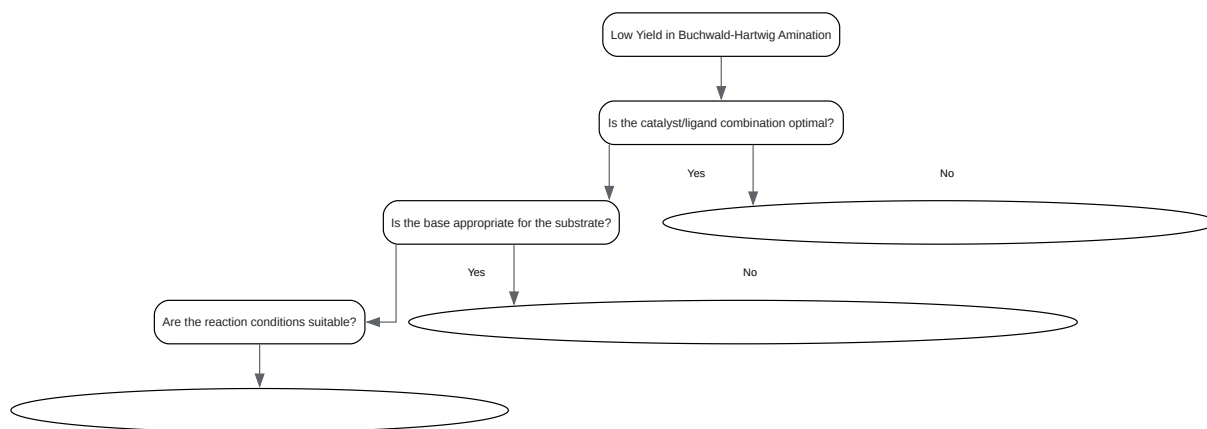 Low Yield in Buchwald-Hartwig Amination
Is the catalyst/ligand combination optimal?
Yes
No
Is the base appropriate for the substrate?
Yes
No
Are the reaction conditions suitable?